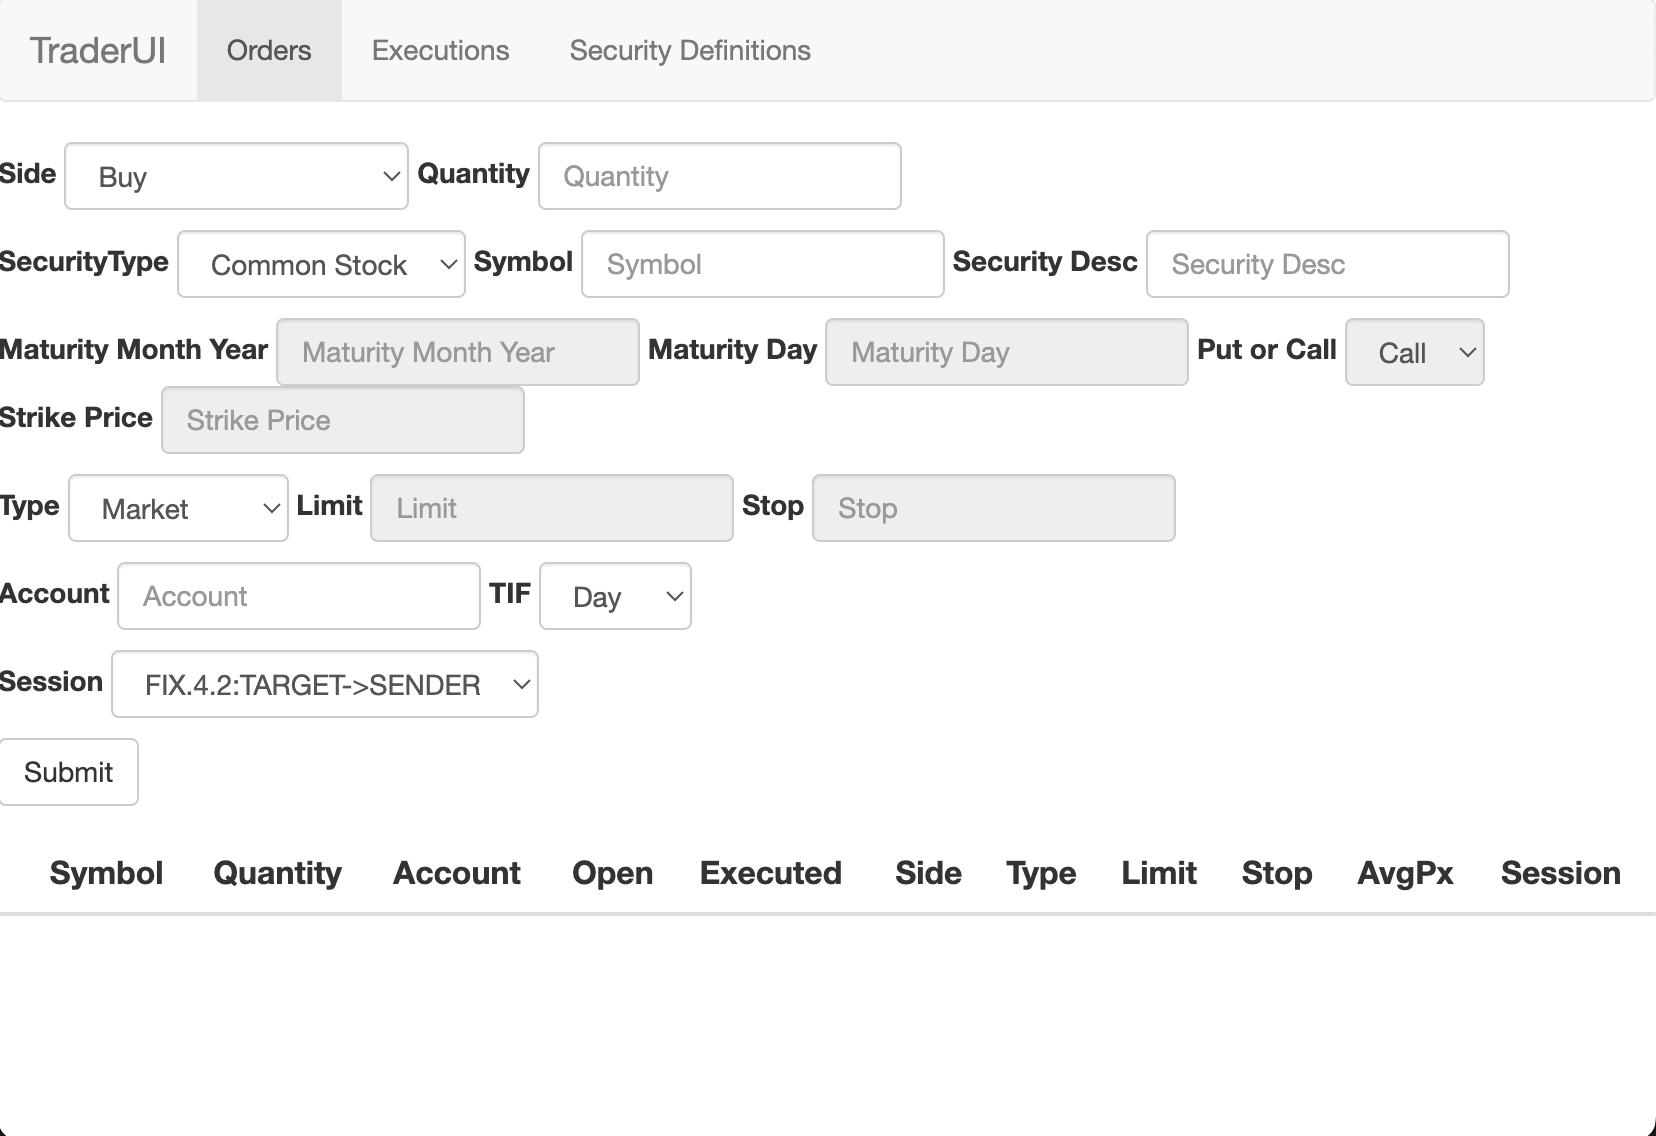 TraderUI Orders Executions Security Definitions
Side Buy Quantity Quantity
SecurityType Common Stock Symbol Symbol Security Desc Security Desc
Maturity Month Year Maturity Month Year Maturity Day Maturity Day Put or Call Call
Strike Price Strike Price
Type Market Limit Limit Stop Stop
Account Account TIF Day
Session FIX.4.2:TARGET->SENDER
Submit
Symbol Quantity Account Open Executed Side Type Limit Stop AvgPx Session